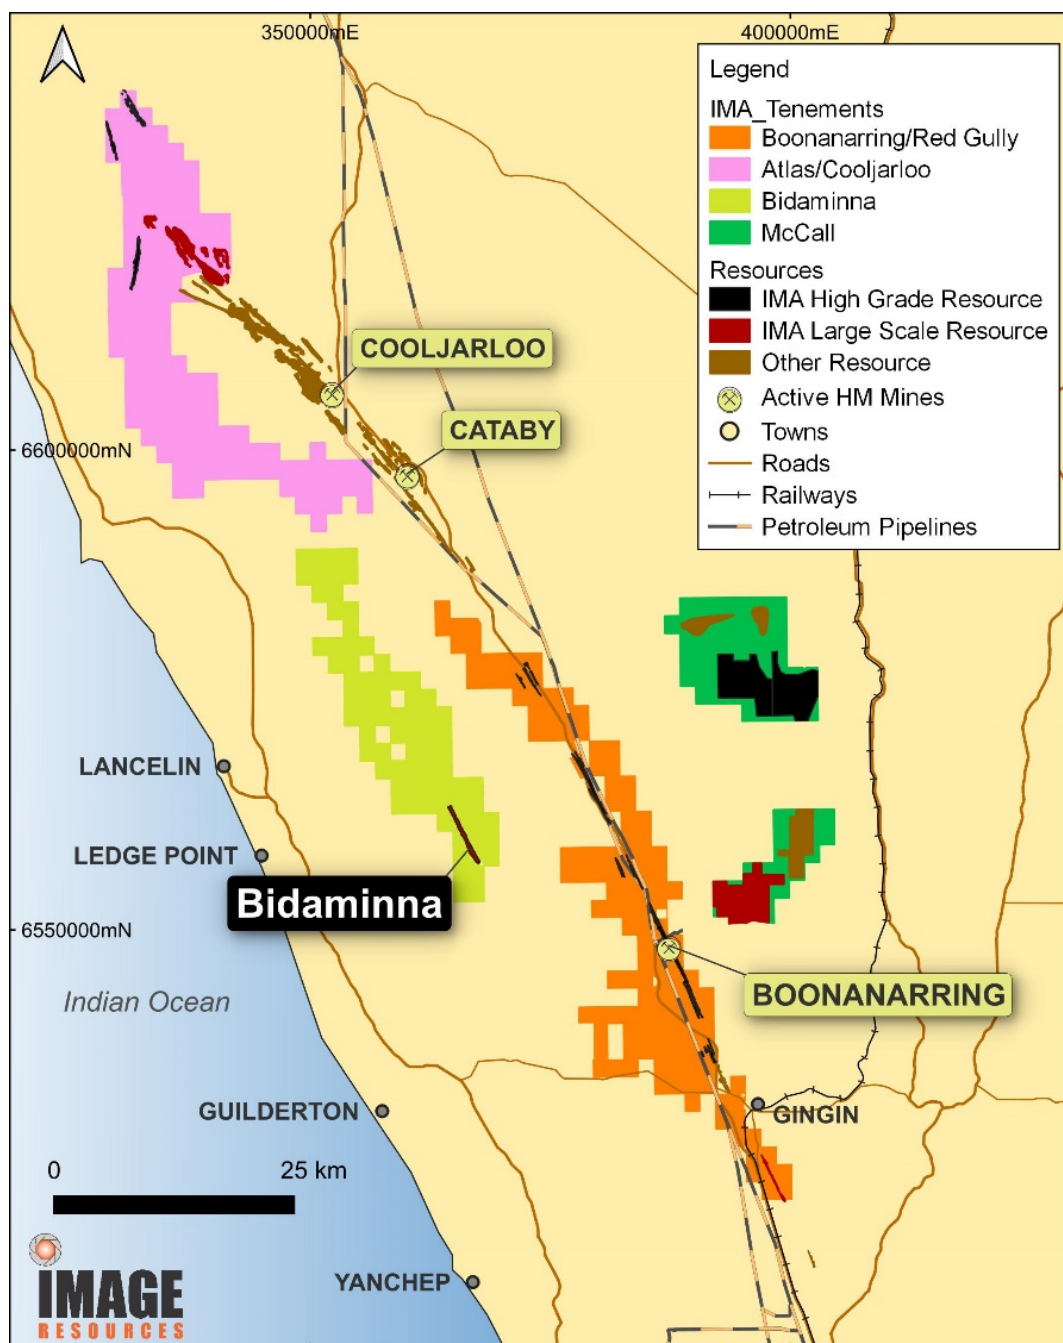 350000mE
400000mE
Legend
IMA_Tenements
Boonanarring/Red Gully
Atlas/Cooljarloo
Bidaminna
McCall
Resources
IMA High Grade Resource
IMA Large Scale Resource
Other Resource
Active HM Mines
Towns
Roads
Railways
Petroleum Pipelines
COOLJARLOO
CATABY
6600000mN
LANCELIN
LEDGE POINT
Bidaminna
6550000mN
BOONANARRING
Indian Ocean
GUILDERTON
GINGIN
0
25 km
YANCHEP
IMAGE
RESOURCES